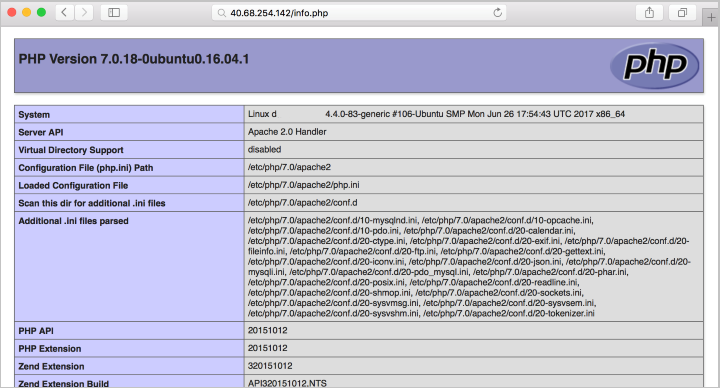 40.68.254.142/info.php
PHP Version 7.0.18-0ubuntu0.16.04.1
php
System Linux d 4.4.0-83-generic #106-Ubuntu SMP Mon Jun 26 17:54:43 UTC 2017 x86_64
Server API Apache 2.0 Handler
Virtual Directory Support disabled
Configuration File (php.ini) Path /etc/php/7.0/apache2
Loaded Configuration File /etc/php/7.0/apache2/php.ini
Scan this dir for additional .ini files /etc/php/7.0/apache2/conf.d
Additional .ini files parsed /etc/php/7.0/apache2/conf.d/10-mysqlnd.ini, /etc/php/7.0/apache2/conf.d/10-opcache.ini,
/etc/php/7.0/apache2/conf.d/10-pdo.ini, /etc/php/7.0/apache2/conf.d/20-calendar.ini,
/etc/php/7.0/apache2/conf.d/20-ctype.ini, /etc/php/7.0/apache2/conf.d/20-exif.ini, /etc/php/7.0/apache2/conf.d/20-
fileinfo.ini, /etc/php/7.0/apache2/conf.d/20-ftp.ini, /etc/php/7.0/apache2/conf.d/20-gettext.ini,
/etc/php/7.0/apache2/conf.d/20-iconv.ini, /etc/php/7.0/apache2/conf.d/20-json.ini, /etc/php/7.0/apache2/conf.d/20-
mysqli.ini, /etc/php/7.0/apache2/conf.d/20-pdo_mysql.ini, /etc/php/7.0/apache2/conf.d/20-phar.ini,
/etc/php/7.0/apache2/conf.d/20-posix.ini, /etc/php/7.0/apache2/conf.d/20-readline.ini,
/etc/php/7.0/apache2/conf.d/20-shmop.ini, /etc/php/7.0/apache2/conf.d/20-sockets.ini,
/etc/php/7.0/apache2/conf.d/20-sysvmsg.ini, /etc/php/7.0/apache2/conf.d/20-sysvsem.ini,
/etc/php/7.0/apache2/conf.d/20-sysvshm.ini, /etc/php/7.0/apache2/conf.d/20-tokenizer.ini
PHP API 20151012
PHP Extension 20151012
Zend Extension 320151012
Zend Extension Build API320151012,NTS